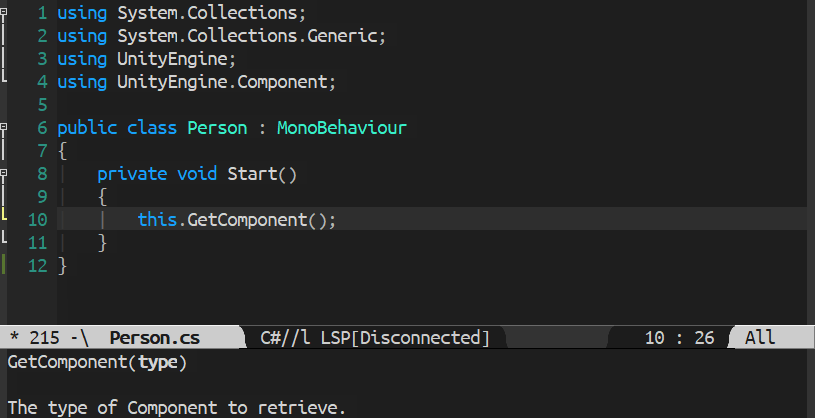 1 using System.Collections;
2 using System.Collections.Generic;
3 using UnityEngine;
4 using UnityEngine.Component;
5
6 public class Person : MonoBehaviour
7 {
8 private void Start()
9 {
10 this.GetComponent();
11 }
12 }
* 215 -\ Person.cs C#//l LSP[Disconnected] 10 : 26 All
GetComponent(type)
The type of Component to retrieve.